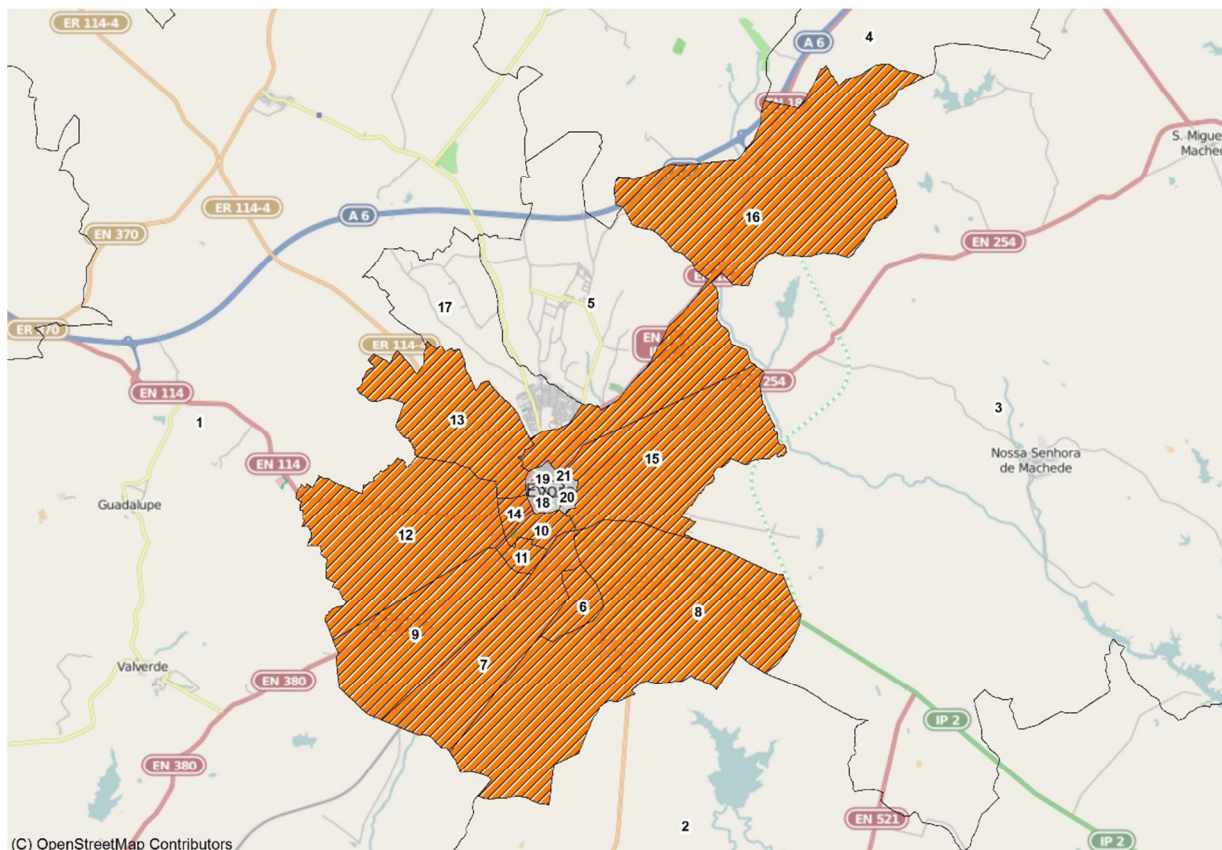 ER 114-4
4
A 6
EN 18
S. Migue
Mached
ER 114-4
A 6
16
EN 370
EN 254
17
5
ER 370
EN
ER 114-4
EN 114
254
3
1
13
Nossa Senhora
de Machede
EN 114
15
19
21
Guadalupe
Évora
20
18
14
12
10
11
6
8
9
7
Valverde
EN 380
IP 2
EN 380
EN 521
2
IP 2
(C) OpenStreetMap Contributors